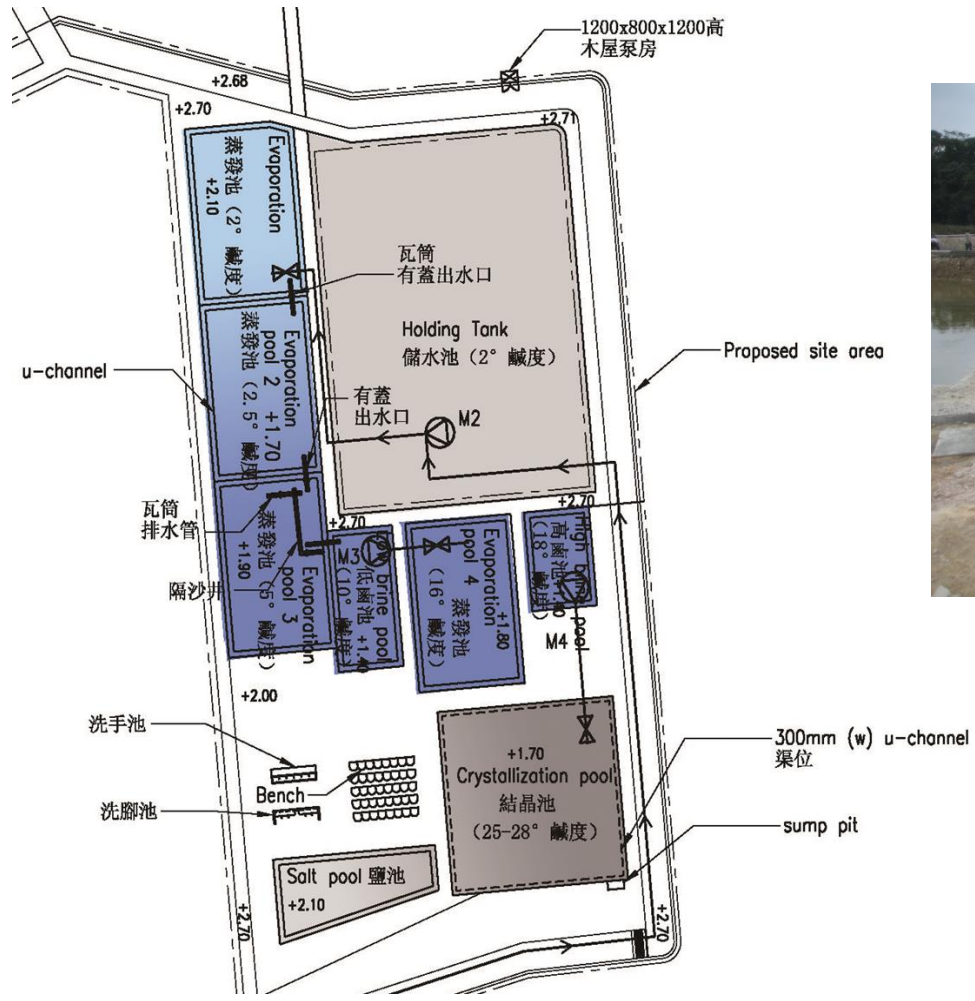 1200x800x1200高
木屋泵房
+2.68
+2.70
+2.71
Evaporation
蒸發池（2° 鹹度）
+2.10
瓦筒
有蓋出水口
Holding Tank
儲水池（2° 鹹度）
Proposed site area
u-channel
Evaporation
pool 2 +1.70
蒸發池（2.5° 鹹度）
有蓋
出水口
M2
瓦筒
排水管
隔沙井
Evaporation
pool 3
蒸發池（5° 鹹度）
+1.90
+2.70
M3
Low brine pool
低鹵池 +1.40
（10° 鹹度）
Evaporation
pool 4 蒸發池
+1.80
（16° 鹹度）
+2.70
High brine pool
高鹵池 +1.40
（18° 鹹度）
M4
+2.00
洗手池
Bench
洗腳池
+1.70
Crystallization pool
結晶池
（25-28° 鹹度）
300mm (w) u-channel
渠位
sump pit
Salt pool 鹽池
+2.10
+2.70
+2.70